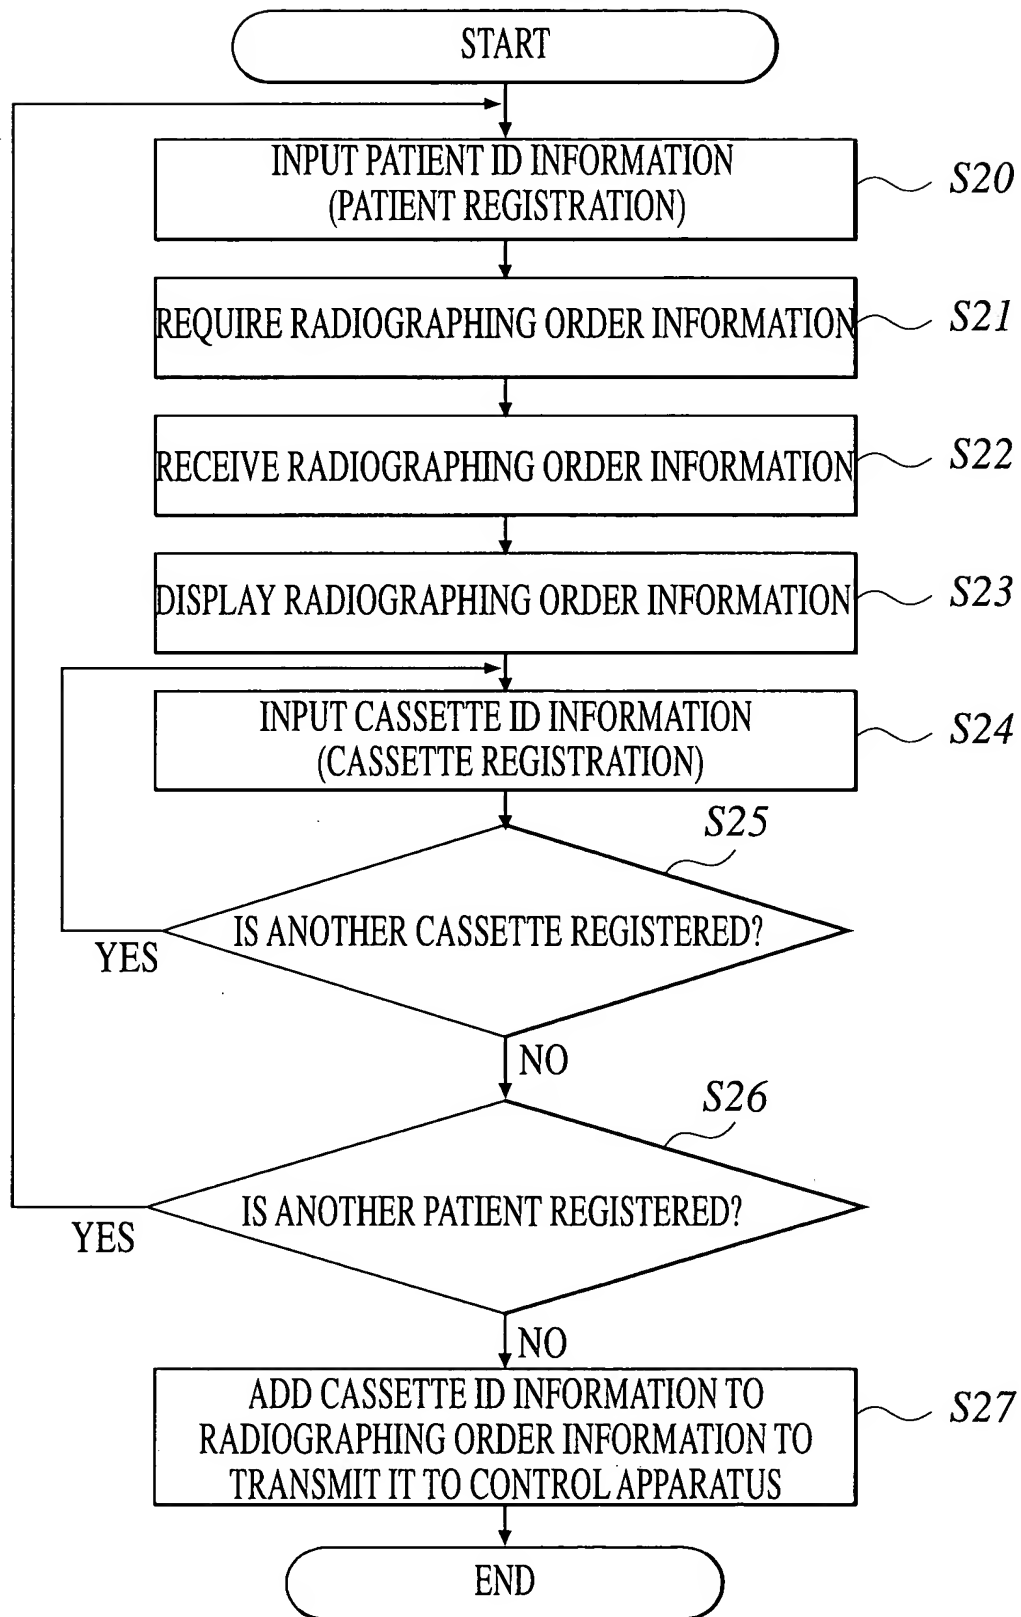 START
INPUT PATIENT ID INFORMATION
(PATIENT REGISTRATION)
S20
REQUIRE RADIOGRAPHING ORDER INFORMATION
S21
RECEIVE RADIOGRAPHING ORDER INFORMATION
S22
DISPLAY RADIOGRAPHING ORDER INFORMATION
S23
INPUT CASSETTE ID INFORMATION
(CASSETTE REGISTRATION)
S24
S25
IS ANOTHER CASSETTE REGISTERED?
YES
NO
S26
IS ANOTHER PATIENT REGISTERED?
YES
NO
ADD CASSETTE ID INFORMATION TO
RADIOGRAPHING ORDER INFORMATION TO
TRANSMIT IT TO CONTROL APPARATUS
S27
END